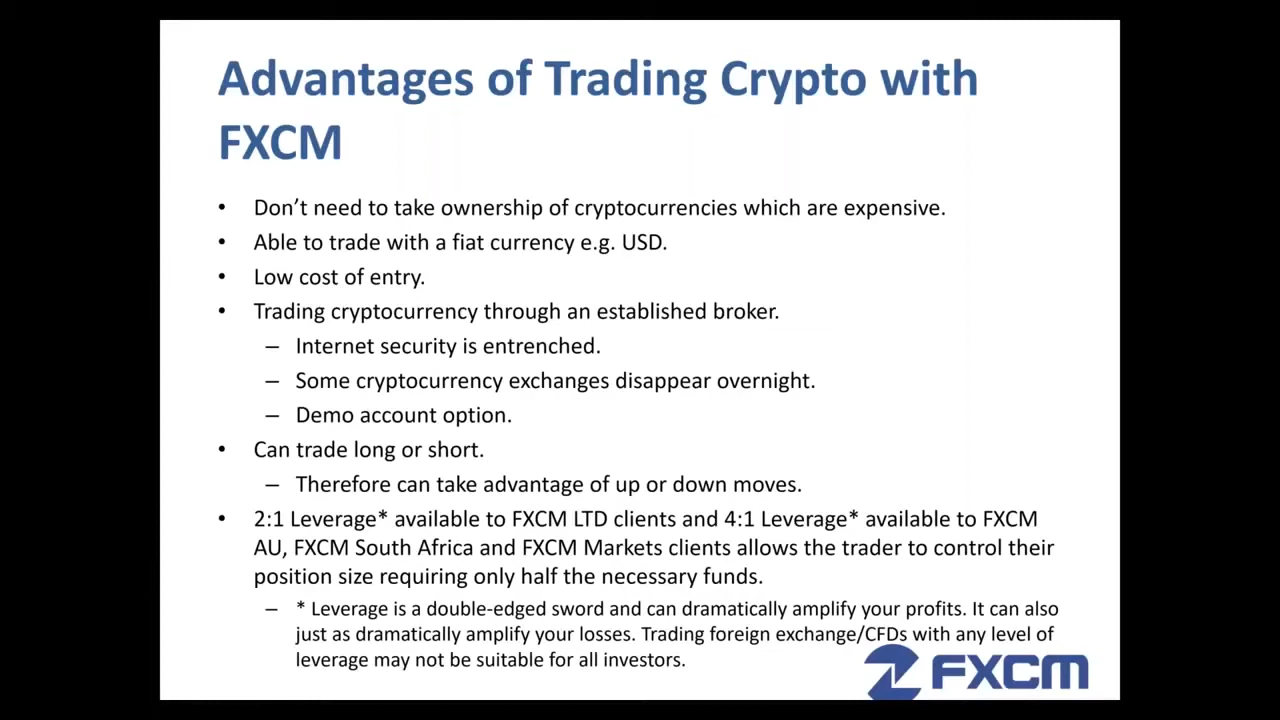 Advantages of Trading Crypto with
FXCM
• Don’t need to take ownership of cryptocurrencies which are expensive.
• Able to trade with a fiat currency e.g. USD.
• Low cost of entry.
• Trading cryptocurrency through an established broker.
– Internet security is entrenched.
– Some cryptocurrency exchanges disappear overnight.
– Demo account option.
• Can trade long or short.
– Therefore can take advantage of up or down moves.
• 2:1 Leverage* available to FXCM LTD clients and 4:1 Leverage* available to FXCM
AU, FXCM South Africa and FXCM Markets clients allows the trader to control their
position size requiring only half the necessary funds.
– * Leverage is a double-edged sword and can dramatically amplify your profits. It can also
just as dramatically amplify your losses. Trading foreign exchange/CFDs with any level of
leverage may not be suitable for all investors.
FXCM